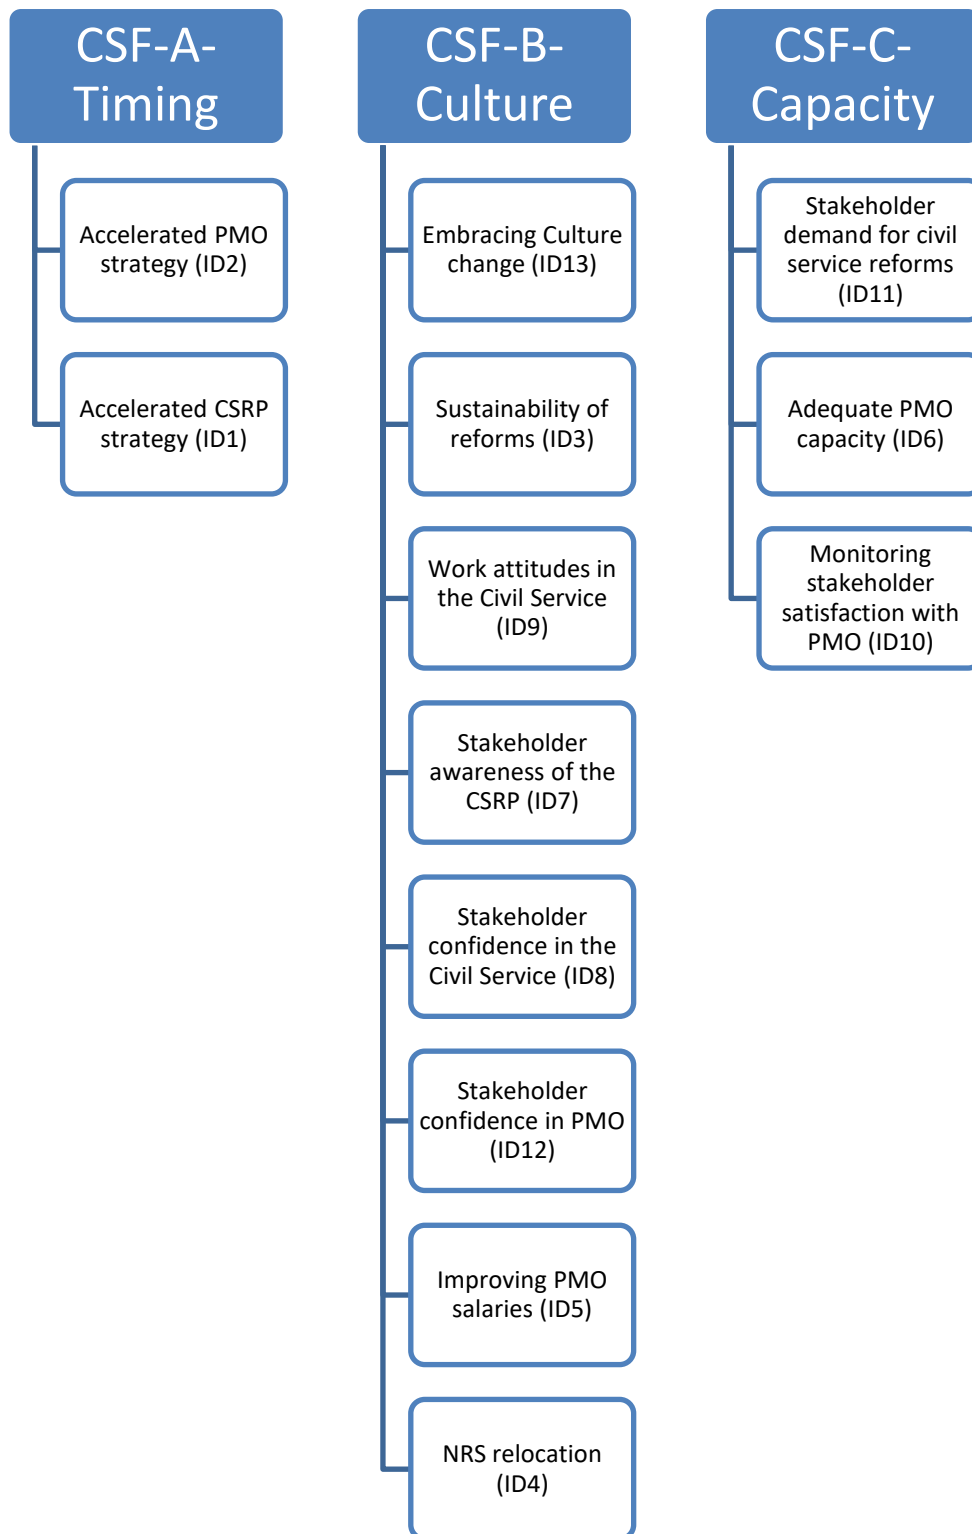 CSF-A-
Timing
Accelerated PMO
strategy (ID2)
Accelerated CSRP
strategy (ID1)
CSF-B-
Culture
Embracing Culture
change (ID13)
Sustainability of
reforms (ID3)
Work attitudes in
the Civil Service
(ID9)
Stakeholder
awareness of the
CSRP (ID7)
Stakeholder
confidence in the
Civil Service (ID8)
Stakeholder
confidence in PMO
(ID12)
Improving PMO
salaries (ID5)
NRS relocation
(ID4)
CSF-C-
Capacity
Stakeholder
demand for civil
service reforms
(ID11)
Adequate PMO
capacity (ID6)
Monitoring
stakeholder
satisfaction with
PMO (ID10)